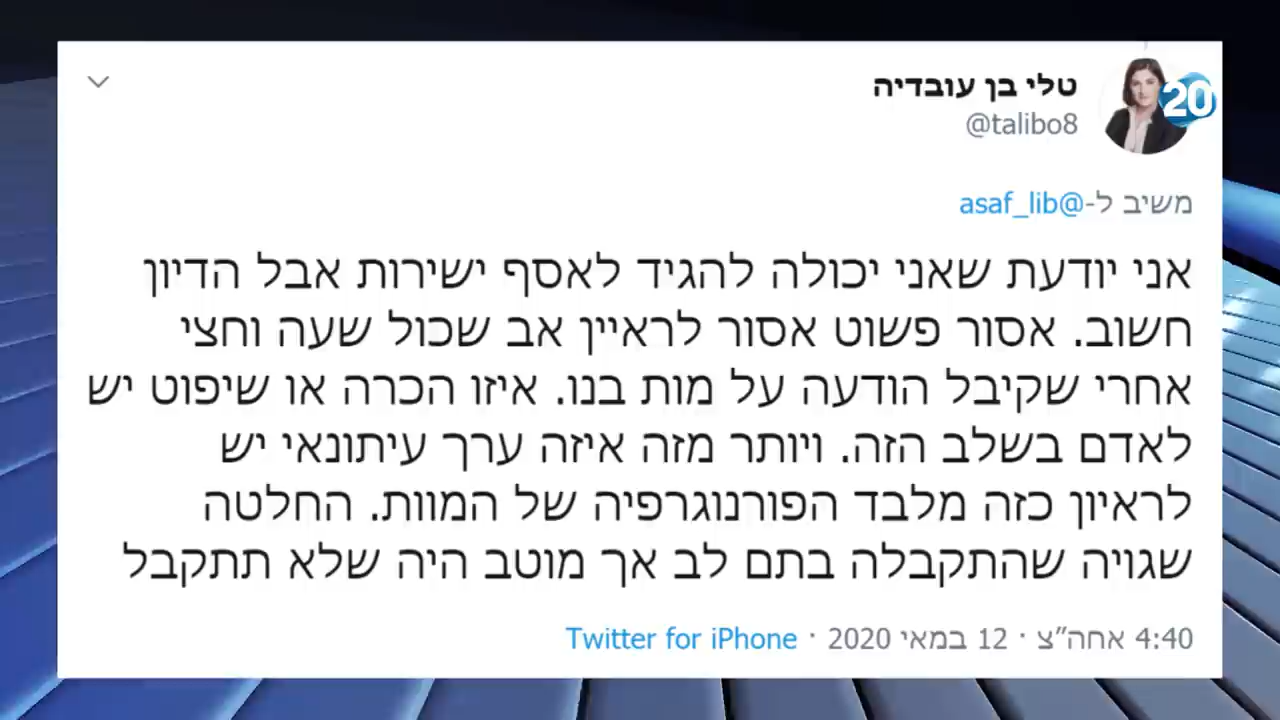 טלי בן עובדיה
20
@talibo8
משיב ל-@asaf_lib
אני יודעת שאני יכולה להגיד לאסף ישירות אבל הדיון
חשוב. אסור פשוט אסור לראיין אב שכול שעה וחצי
אחרי שקיבל הודעה על מות בנו. איזו הכרה או שיפוט יש
לאדם בשלב הזה. ויותר מזה איזה ערך עיתונאי יש
לראיון כזה מלבד הפורנוגרפיה של המוות. החלטה
שגויה שהתקבלה בתם לב אך מוטב היה שלא תתקבל
4:40 אחה”צ · 12 במאי 2020 · Twitter for iPhone